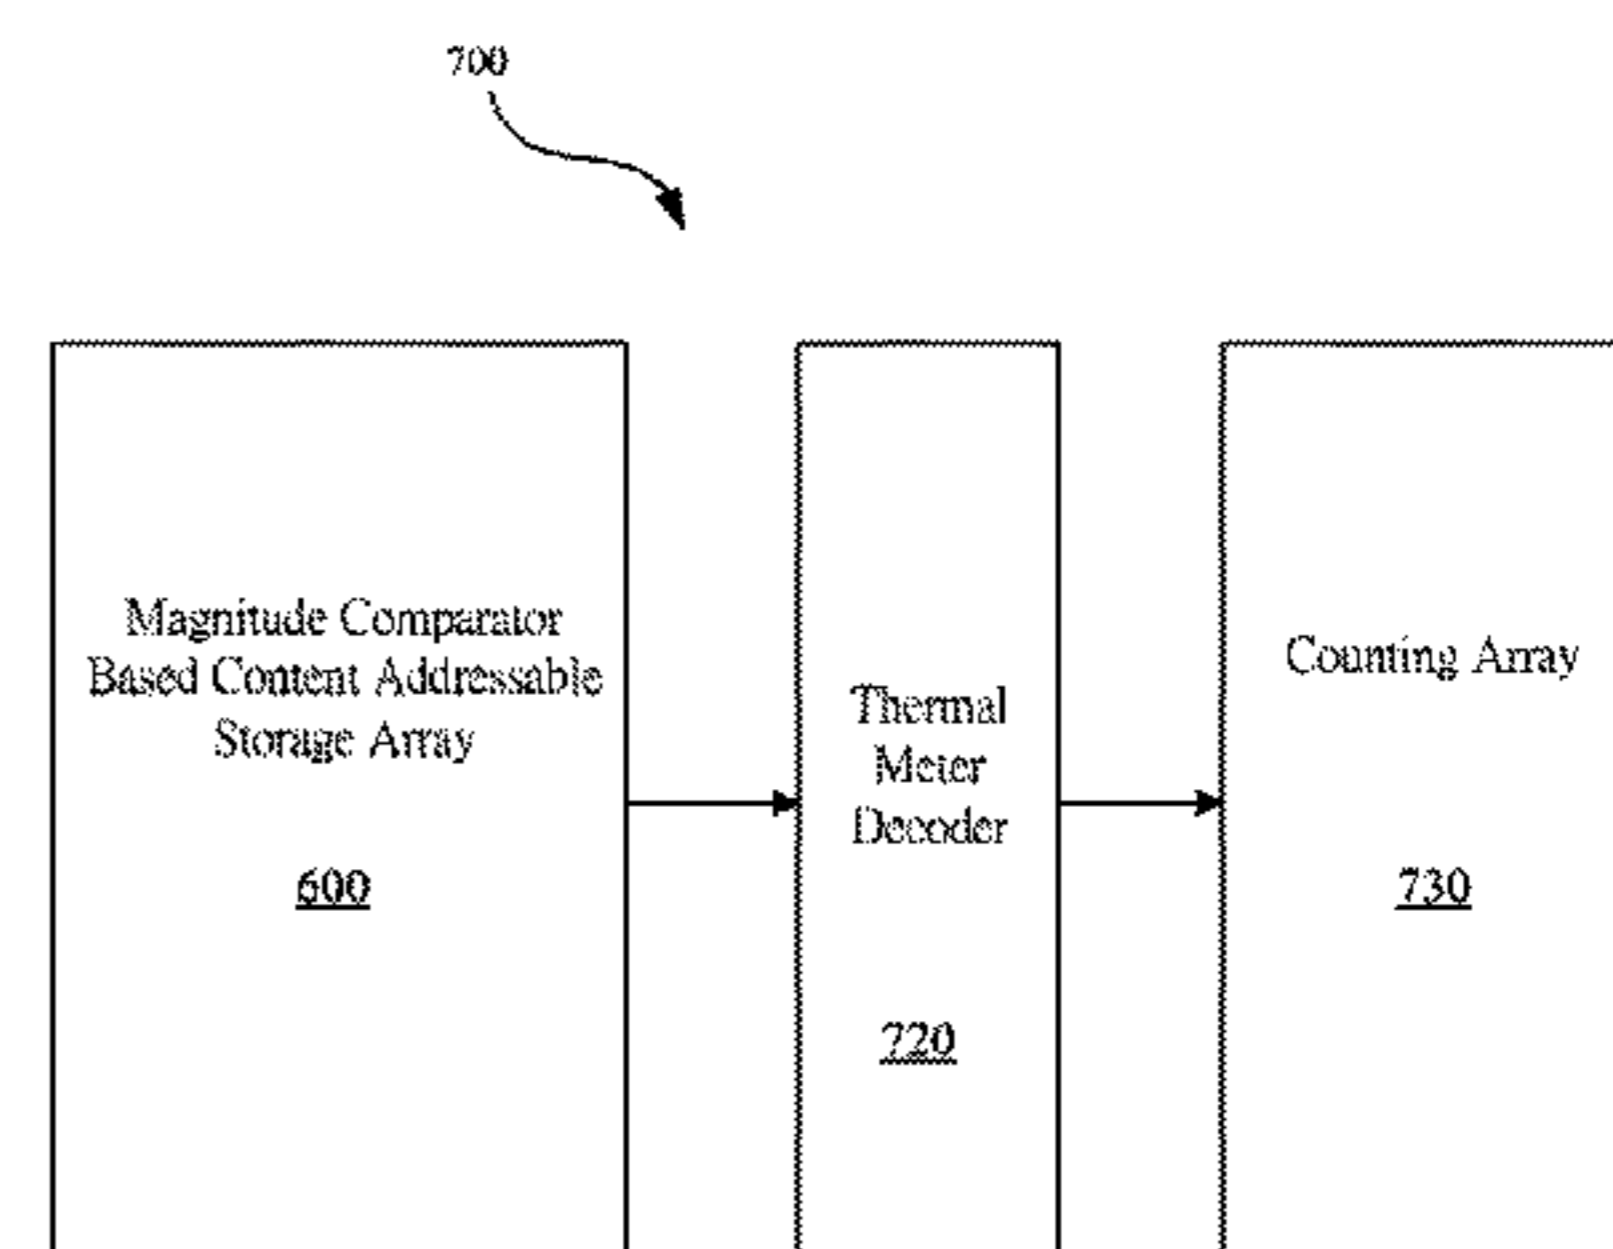 700
Magnitude Comparator
Based Content Addressable
Storage Array
600
Thermal
Meter
Decoder
720
Counting Array
730